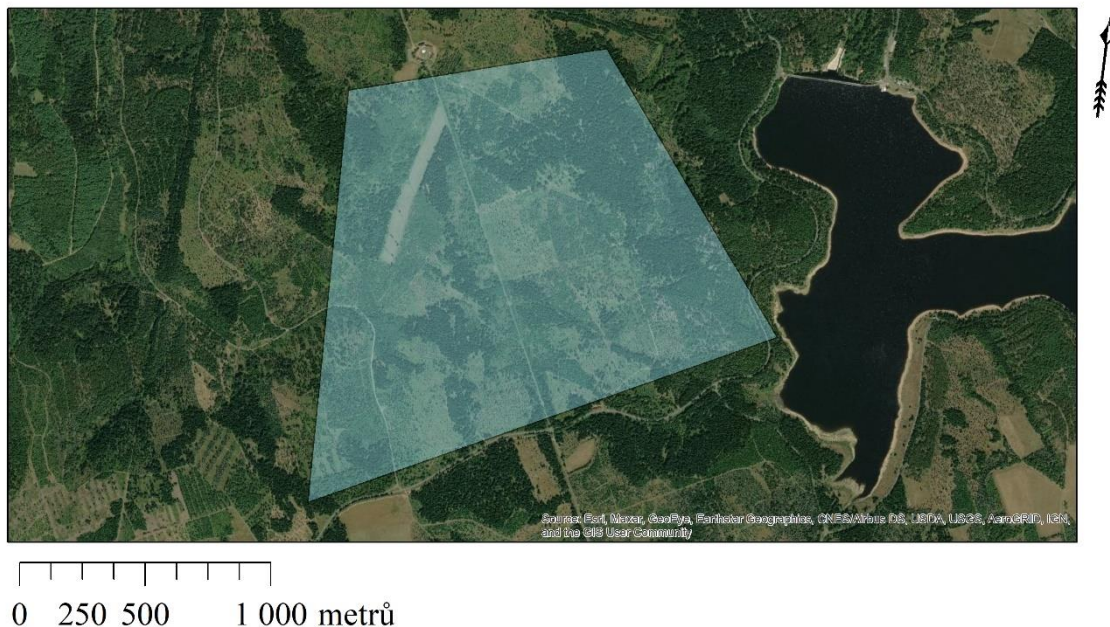 Source: Esri, Maxar, GeoEye, Earthstar Geographics, CNES/Airbus DS, USDA, USGS, AeroGRID, IGN,
and the GIS User Community
0 250 500 1 000 metrů